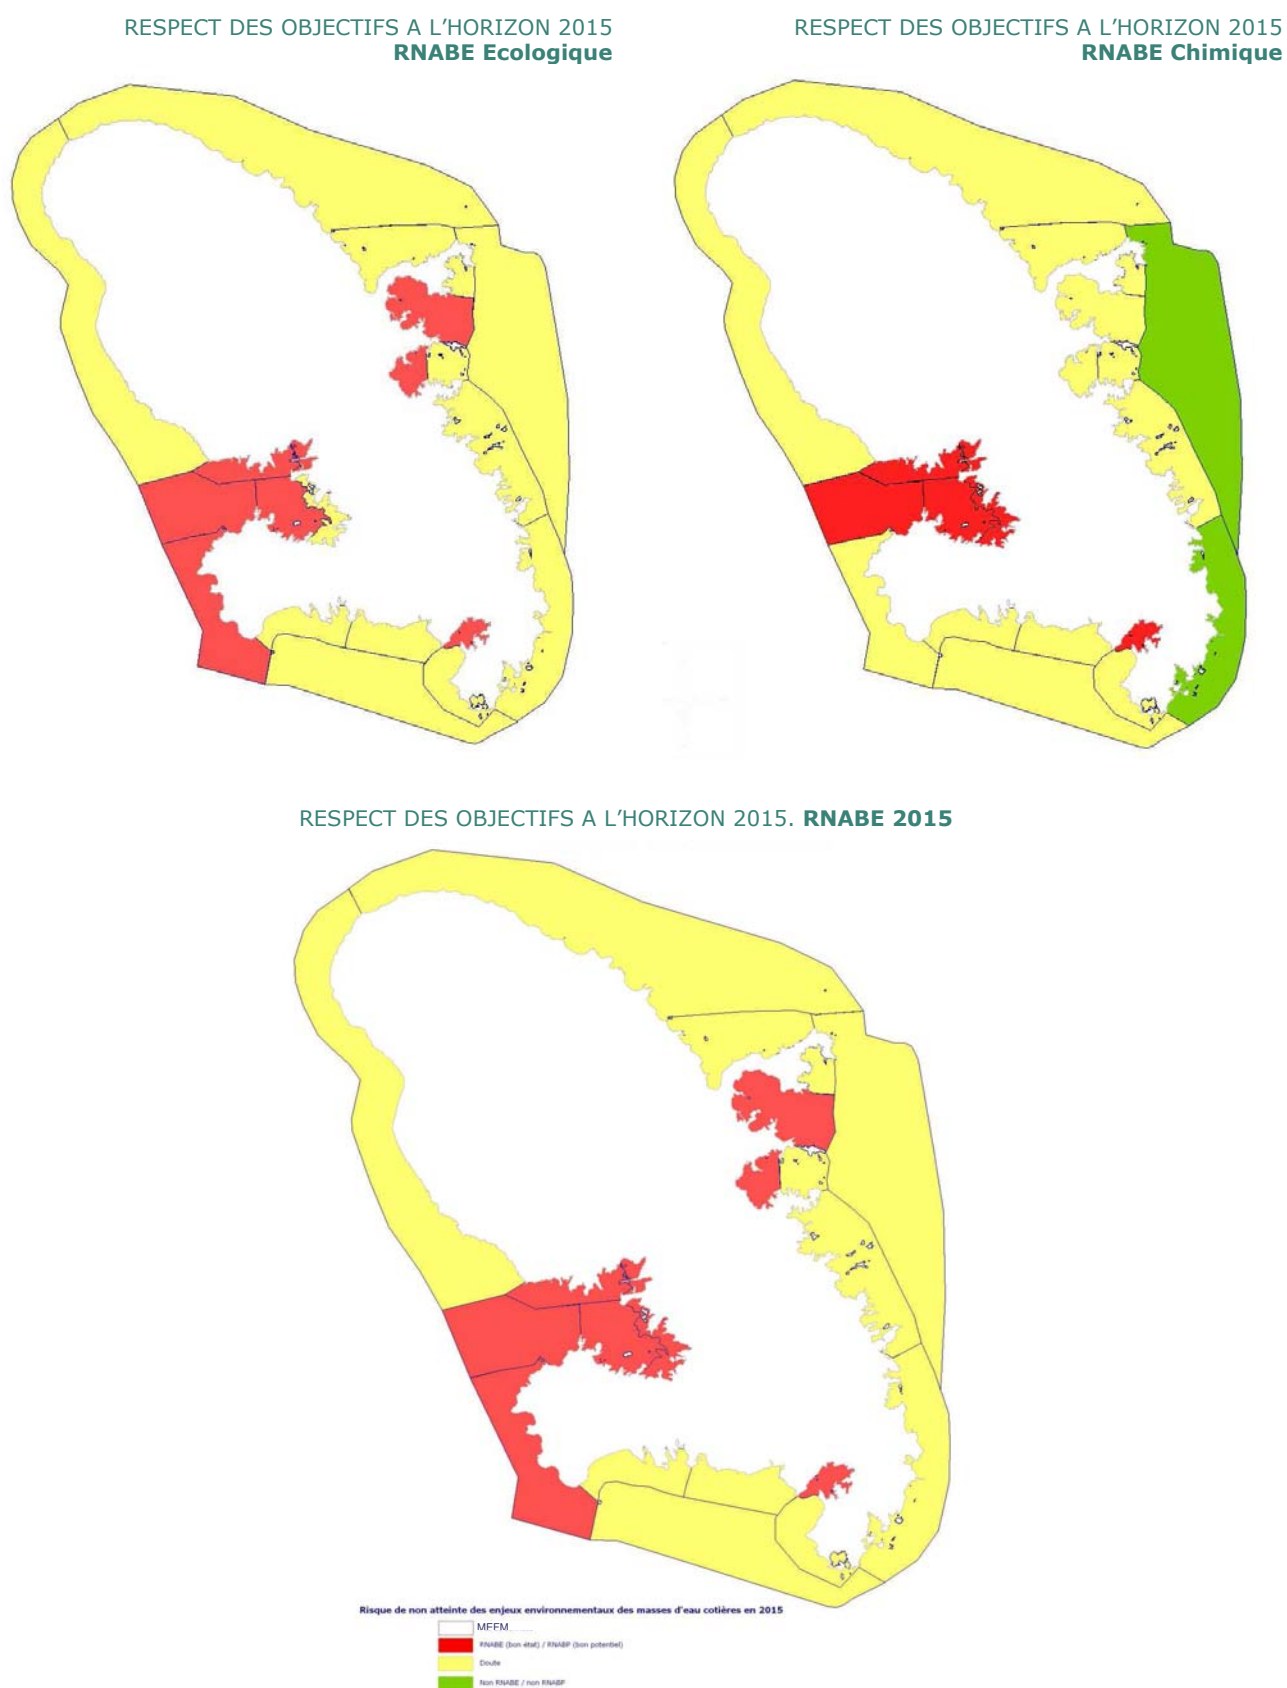 RESPECT DES OBJECTIFS A L'HORIZON 2015
RNABE Ecologique
RESPECT DES OBJECTIFS A L'HORIZON 2015
RNABE Chimique
RESPECT DES OBJECTIFS A L'HORIZON 2015. RNABE 2015
Risque de non atteinte des enjeux environnementaux des masses d'eau cotières en 2015
MEFM
RNABE (bon état) / RNABP (bon potentiel)
Doute
Non RNABE / non RNABP